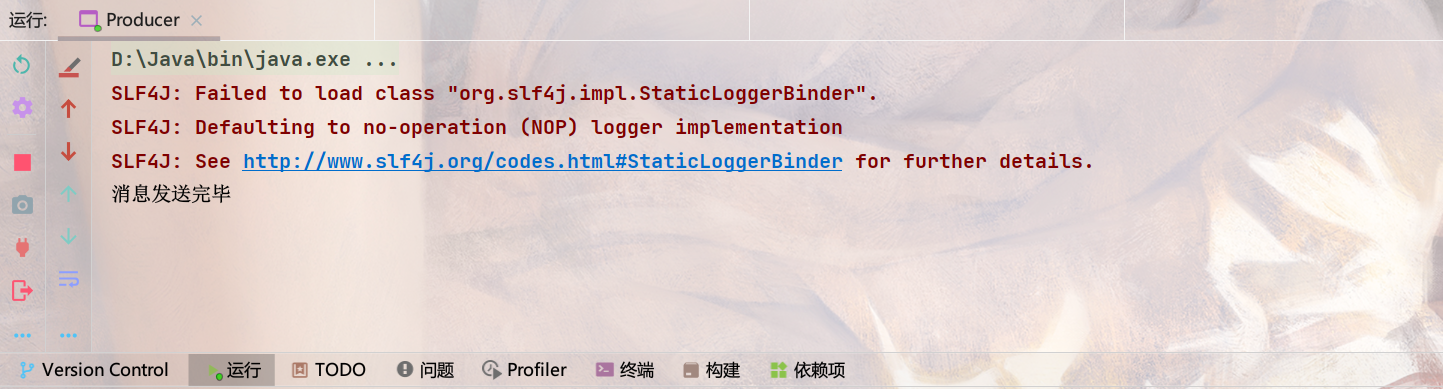 运行: Producer
D:\Java\bin\java.exe ...
SLF4J: Failed to load class "org.slf4j.impl.StaticLoggerBinder".
SLF4J: Defaulting to no-operation (NOP) logger implementation
SLF4J: See http://www.slf4j.org/codes.html#StaticLoggerBinder for further details.
消息发送完毕
Version Control 运行 TODO 问题 Profiler 终端 构建 依赖项